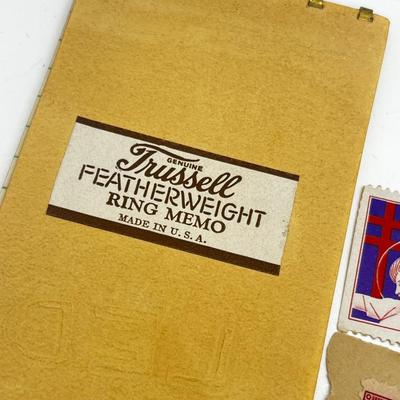 GENUINE
Trussell
FEATHERWEIGHT
RING MEMO
MADE IN U.S.A.